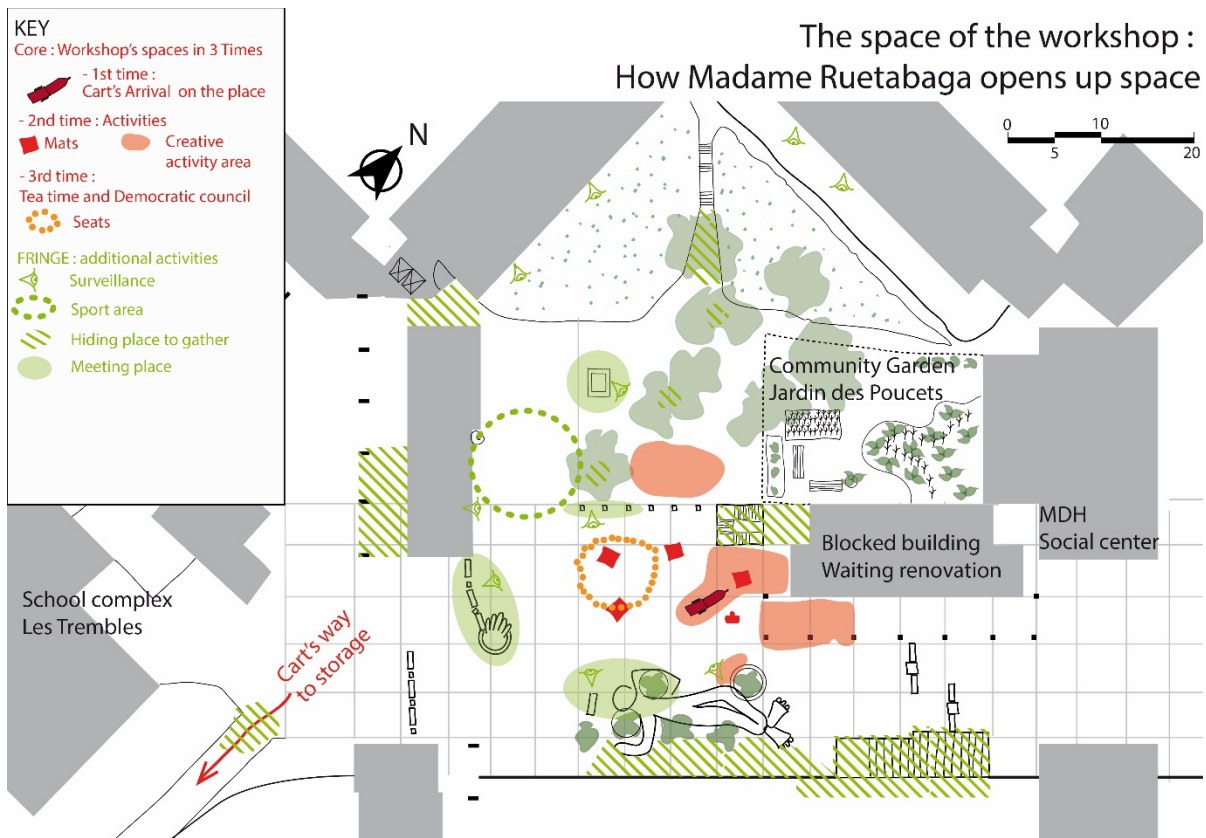 KEY
Core : Workshop's spaces in 3 Times
- 1st time :
Cart's Arrival on the place
- 2nd time : Activities
Mats
Creative
activity area
- 3rd time :
Tea time and Democratic council
Seats
FRINGE : additional activities
Surveillance
Sport area
Hiding place to gather
Meeting place
The space of the workshop :
How Madame Ruetabaga opens up space
N
0 10
5 20
Community Garden
Jardin des Poucets
MDH
Social center
Blocked building
Waiting renovation
School complex
Les Trembles
Cart's way
to storage